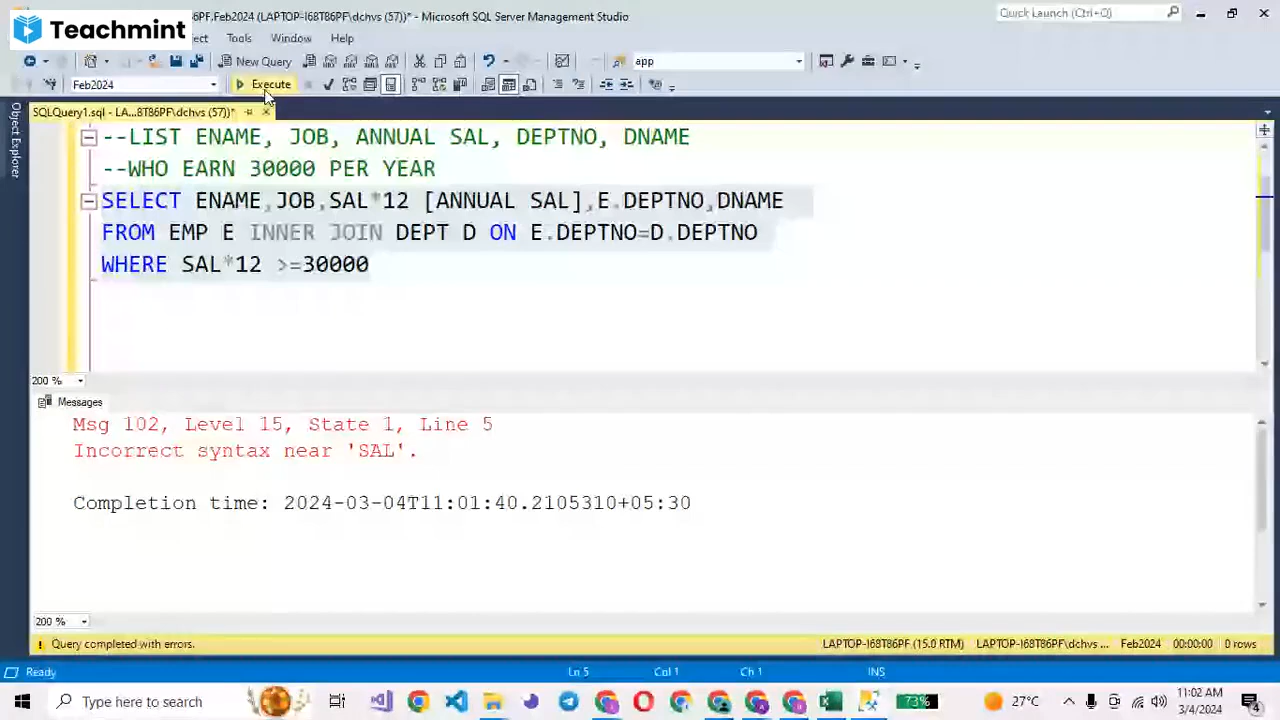 P68T86PF.Feb2024 (LAPTOP-I68T86PF\dchvs (57))* - Microsoft SQL Server Management Studio
Quick Launch (Ctrl+Q)
Teachmint
Tools Window Help
New Query
app
Feb2024
Execute
SQLQuery1.sql - LA...8T86PF\dchvs (57))*
Object Explorer
--LIST ENAME, JOB, ANNUAL SAL, DEPTNO, DNAME
--WHO EARN 30000 PER YEAR
SELECT ENAME,JOB,SAL*12 [ANNUAL SAL],E.DEPTNO,DNAME
FROM EMP E INNER JOIN DEPT D ON E.DEPTNO=D.DEPTNO
WHERE SAL*12 >=30000
200 %
Messages
Msg 102, Level 15, State 1, Line 5
Incorrect syntax near 'SAL'.
Completion time: 2024-03-04T11:01:40.2105310+05:30
200 %
Query completed with errors.
LAPTOP-I68T86PF (15.0 RTM)
LAPTOP-I68T86PF\dchvs ...
Feb2024
00:00:00
0 rows
Ready
Ln 5
Col 1
Ch 1
INS
Type here to search
73%
27°C
11:02 AM
3/4/2024
4